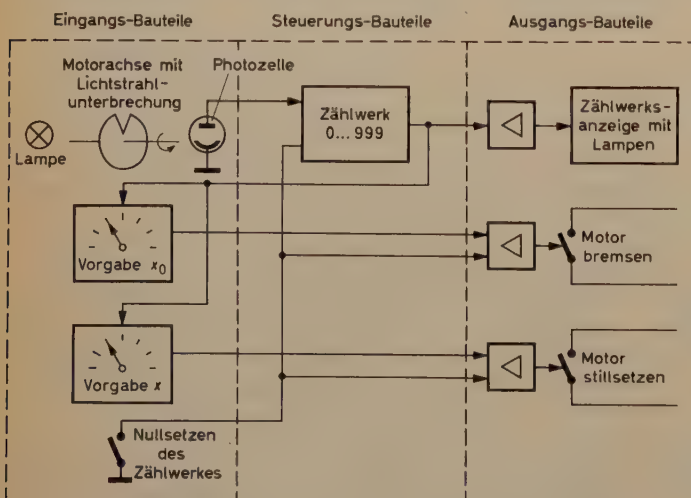 Eingangs-Bauteile
Steuerungs-Bauteile
Ausgangs-Bauteile
Motorachse mit
Lichtstrahl-
unterbrechung
Photozelle
Lampe
Zählwerk
0...999
Zählwerks-
anzeige mit
Lampen
Vorgabe x₀
Motor
bremsen
Vorgabe x
Motor
stillsetzen
Nullsetzen
des
Zählwerkes